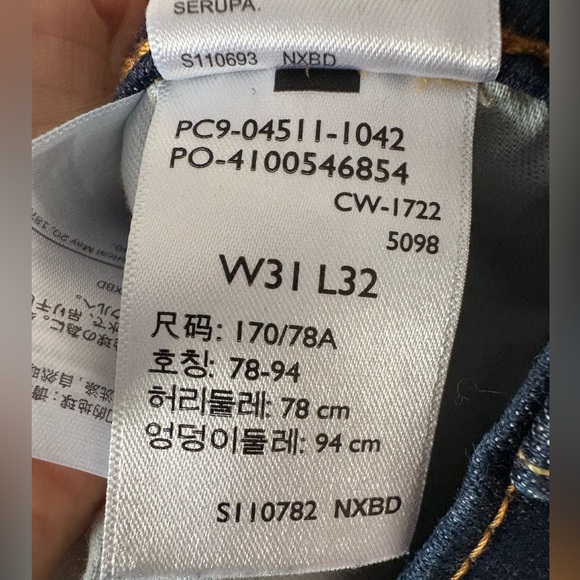 SERUPA.
S110693 NXBD
PC9-04511-1042
PO-4100546854
CW-1722
5098
W31 L32
尺码: 170/78A
호칭: 78-94
허리둘레: 78 cm
엉덩이둘레: 94 cm
S110782 NXBD